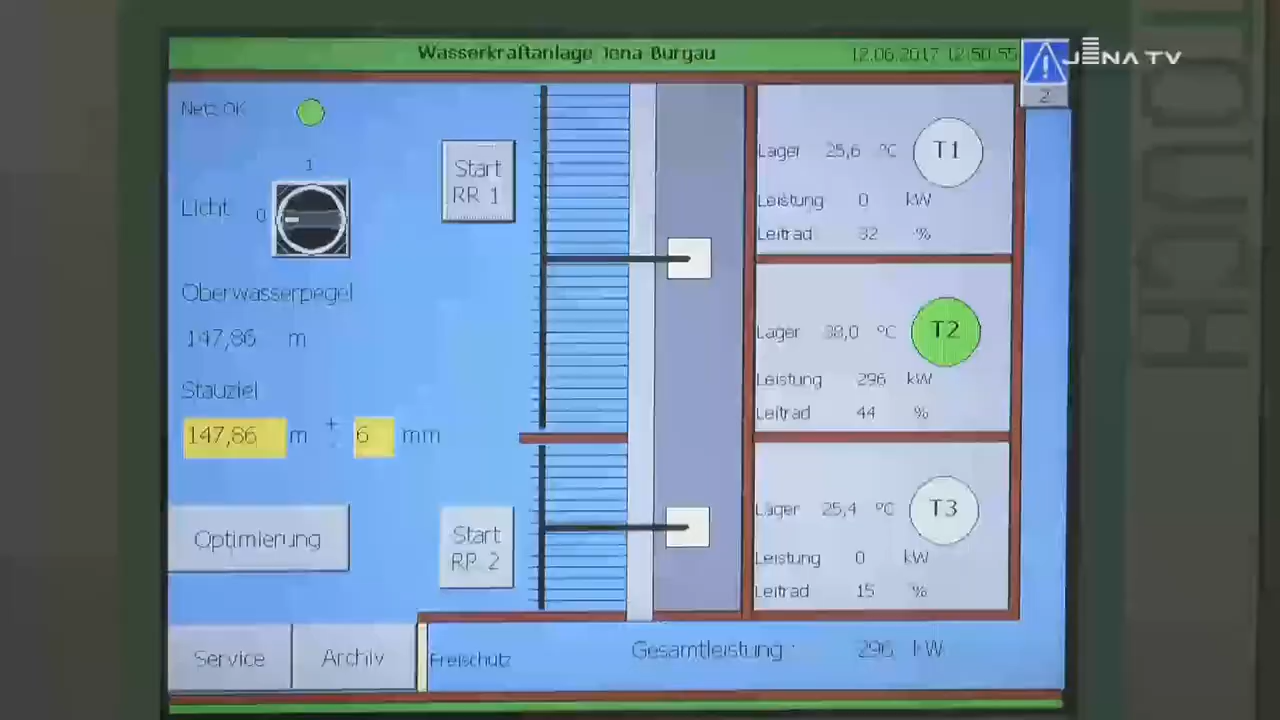 Wasserkraftanlage Jena Burgau
12.06.2017 12:50:55
JENA TV
2
Netz OK
1
Licht
0
Start
RR 1
Oberwasserpegel
147,86 m
Stauziel
147,86 m ± 6 mm
Optimierung
Start
RR 2
Service
Archiv
Freischütz
Gesamtleistung : 296 kW
Lager 25,6 °C
T1
Leistung 0 kW
Leitrad 32 %
Lager 38,0 °C
T2
Leistung 296 kW
Leitrad 44 %
Lager 25,4 °C
T3
Leistung 0 kW
Leitrad 15 %
TOUCH